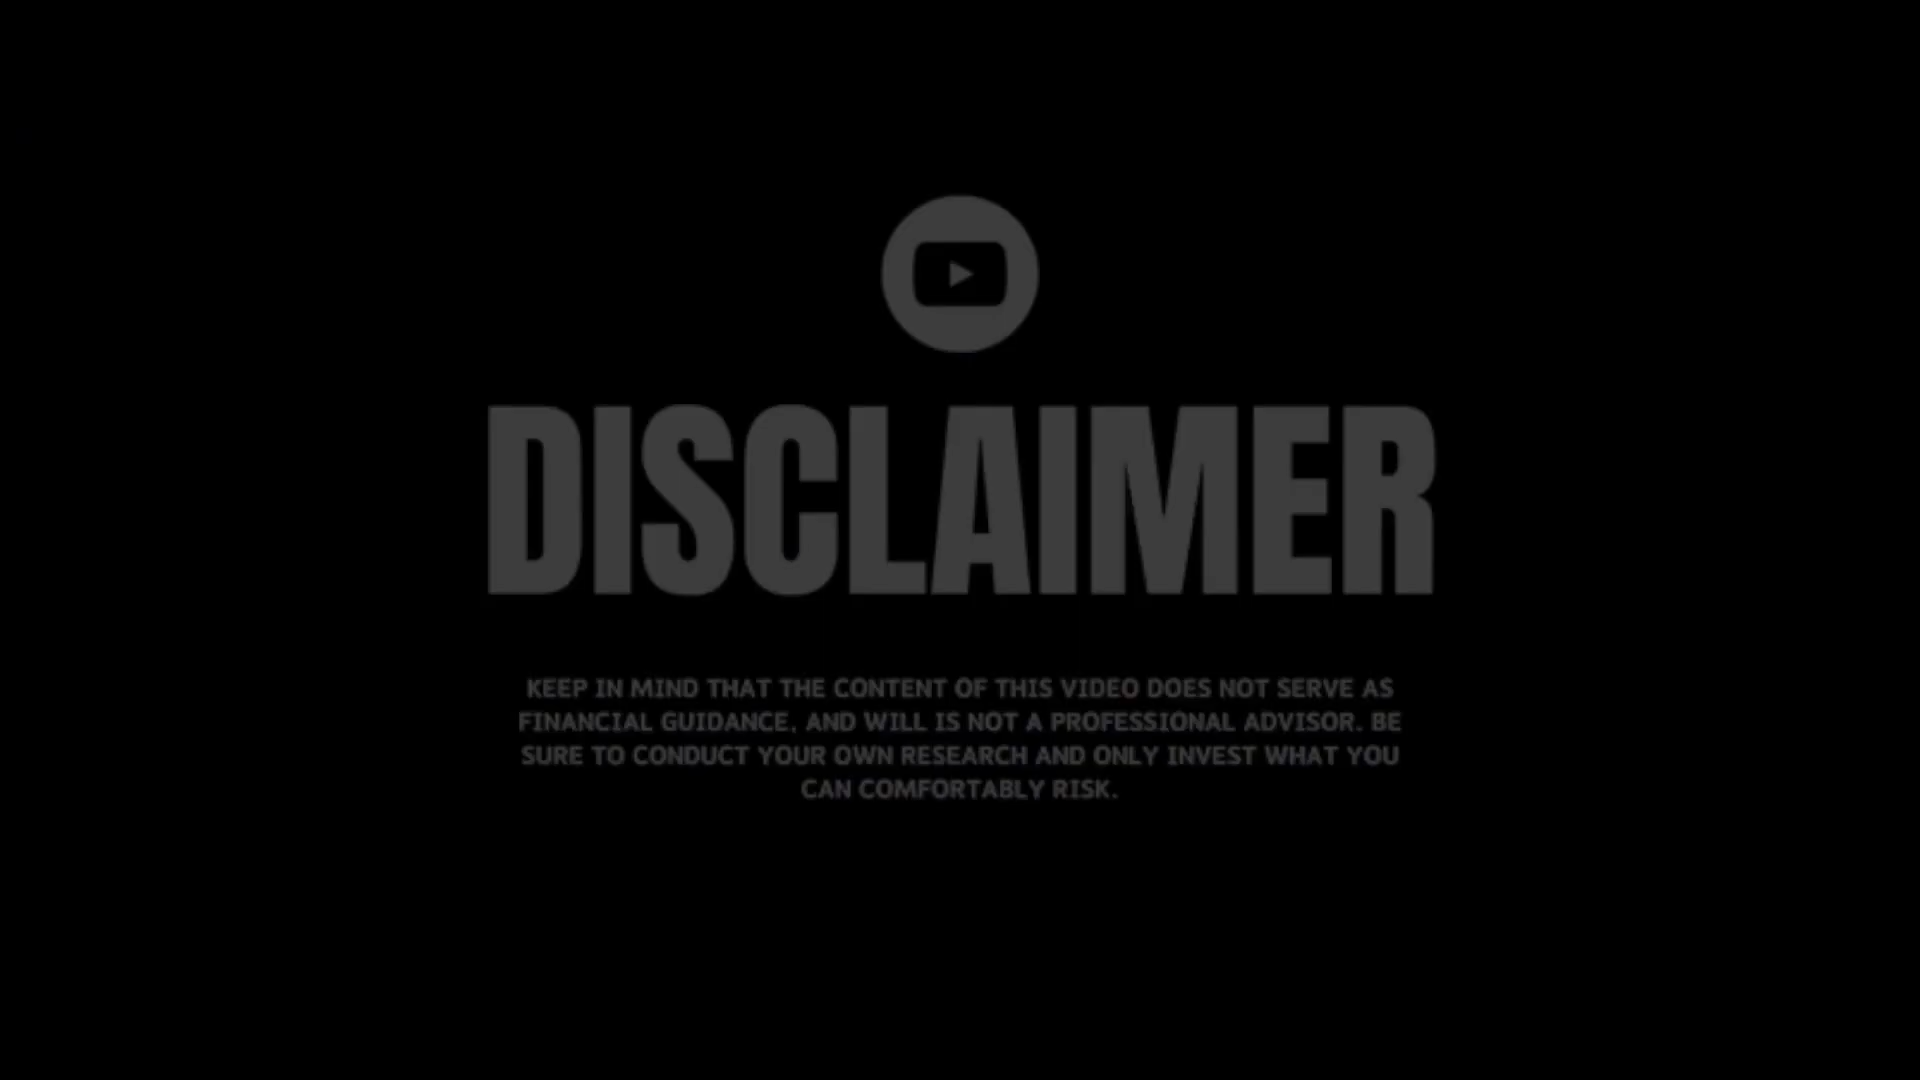 DISCLAIMER
KEEP IN MIND THAT THE CONTENT OF THIS VIDEO DOES NOT SERVE AS
FINANCIAL GUIDANCE, AND WILL IS NOT A PROFESSIONAL ADVISOR. BE
SURE TO CONDUCT YOUR OWN RESEARCH AND ONLY INVEST WHAT YOU
CAN COMFORTABLY RISK.